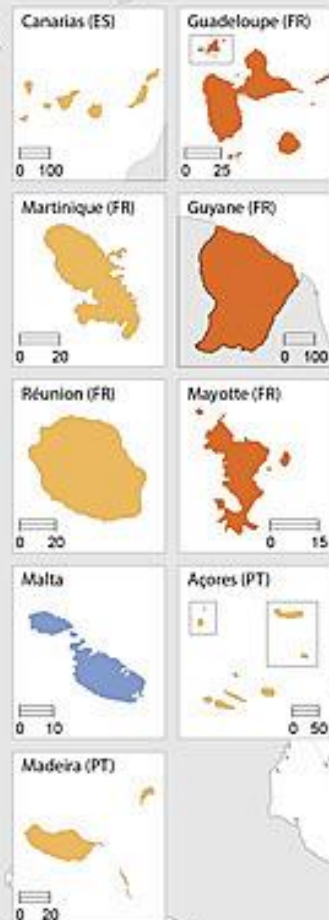 Canarias (ES)
0 100
Guadeloupe (FR)
0 25
Martinique (FR)
0 20
Guyane (FR)
0 100
Réunion (FR)
0 20
Mayotte (FR)
0 15
Malta
0 10
Açores (PT)
0 50
Madeira (PT)
0 20